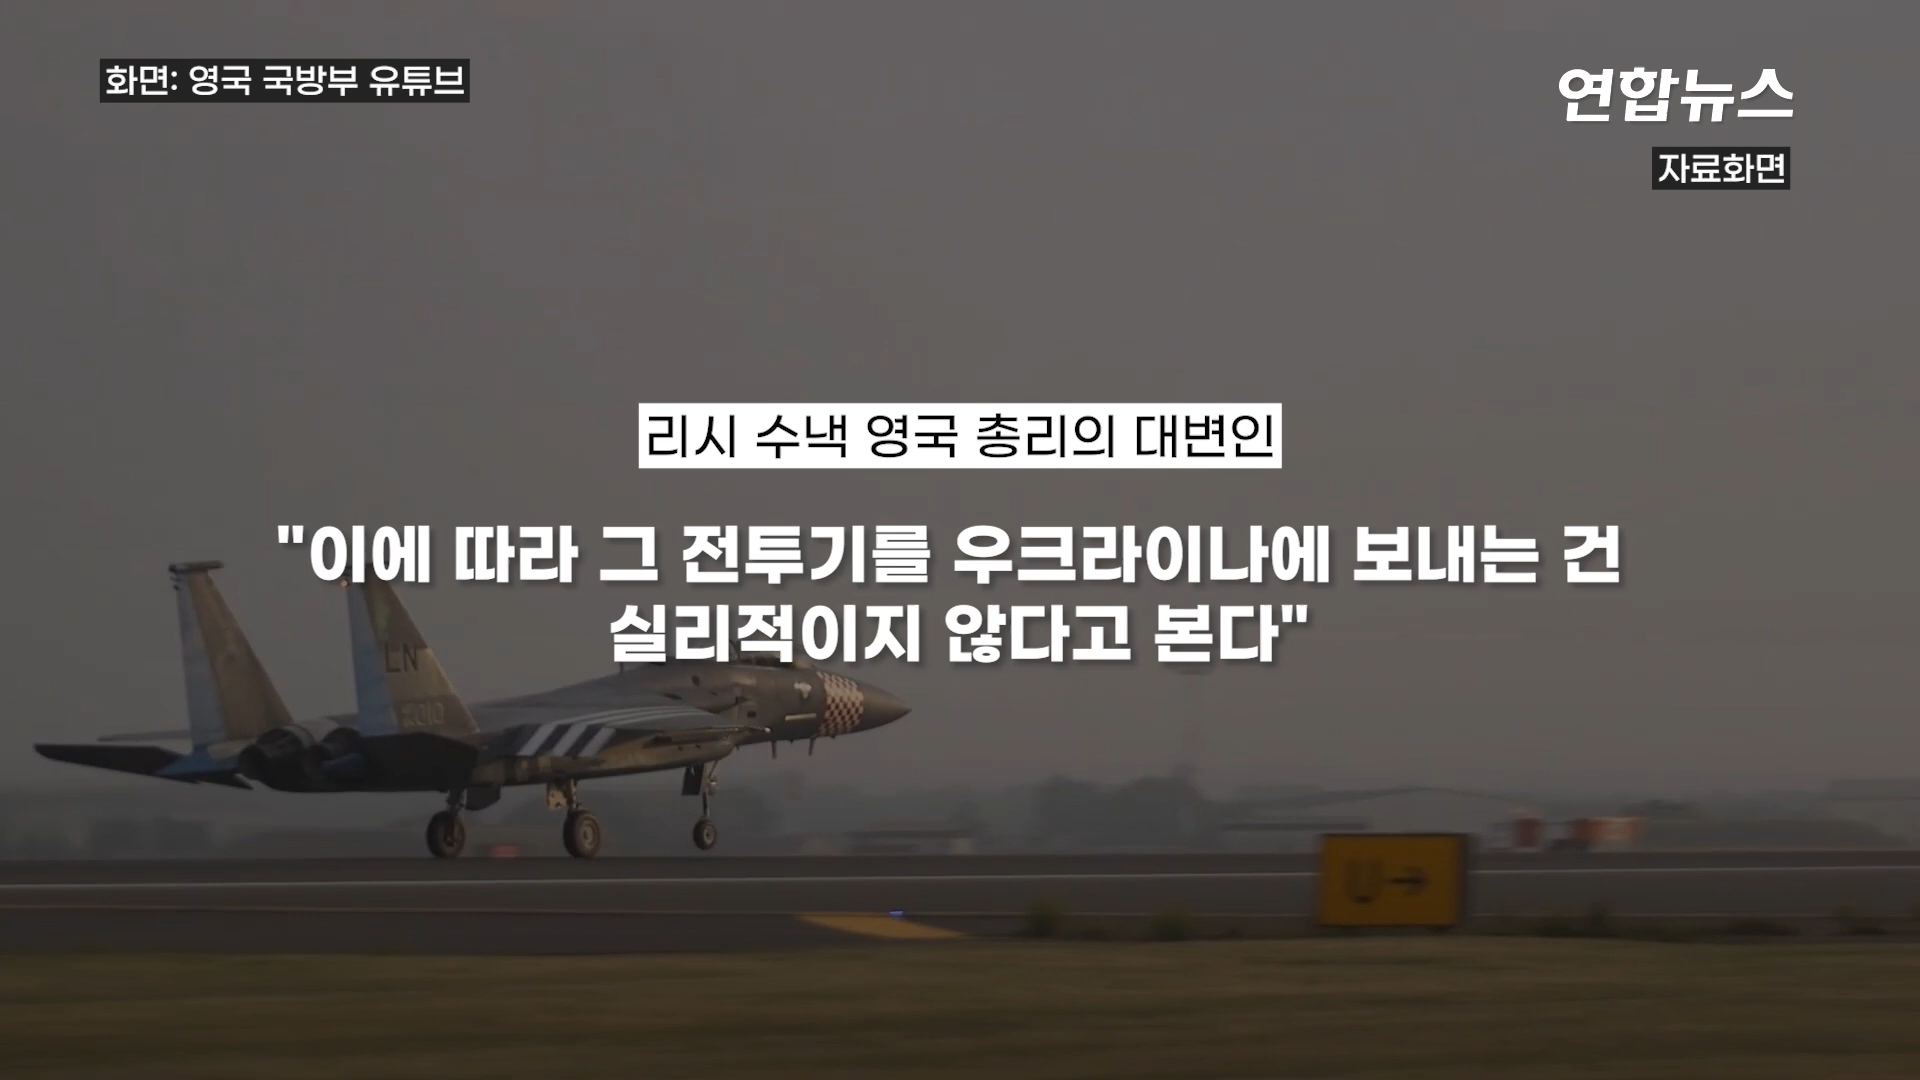 화면: 영국 국방부 유튜브
연합뉴스
자료화면
리시 수낵 영국 총리의 대변인
"이에 따라 그 전투기를 우크라이나에 보내는 건
실리적이지 않다고 본다"
LN
010